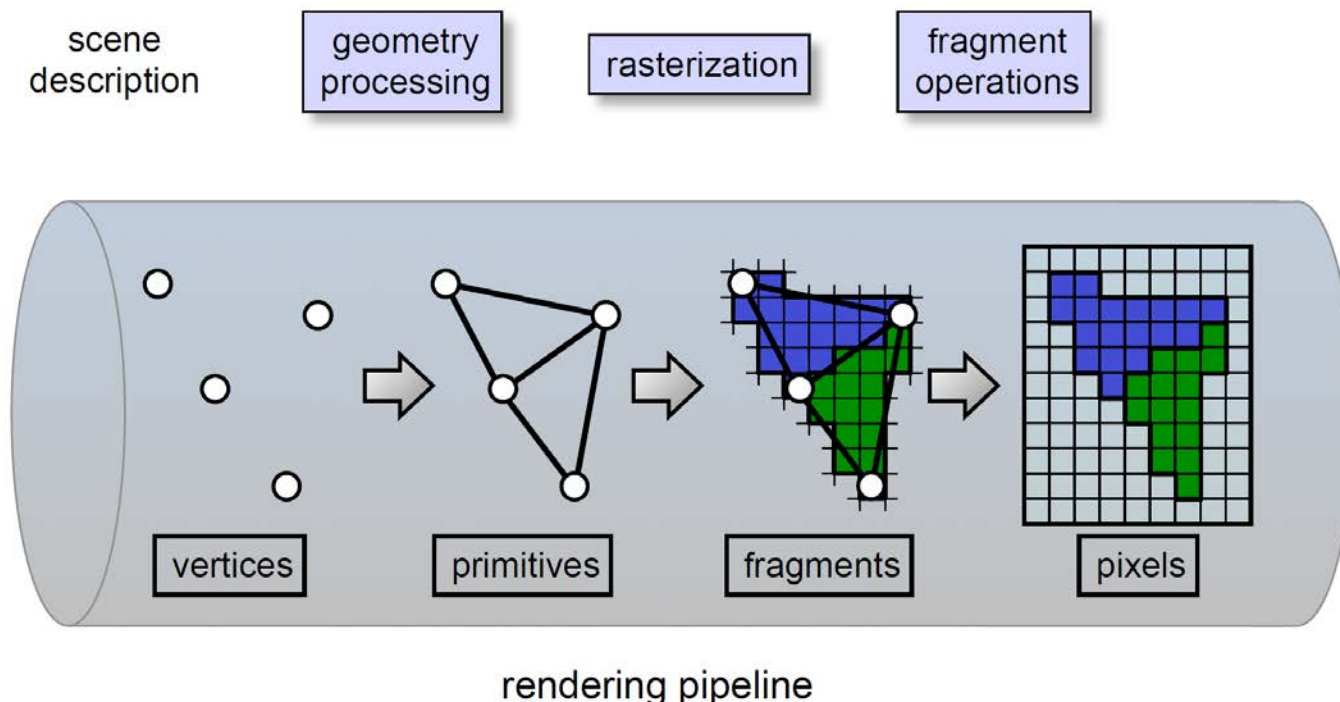 scene
description
geometry
processing
rasterization
fragment
operations
vertices
primitives
fragments
pixels
rendering pipeline